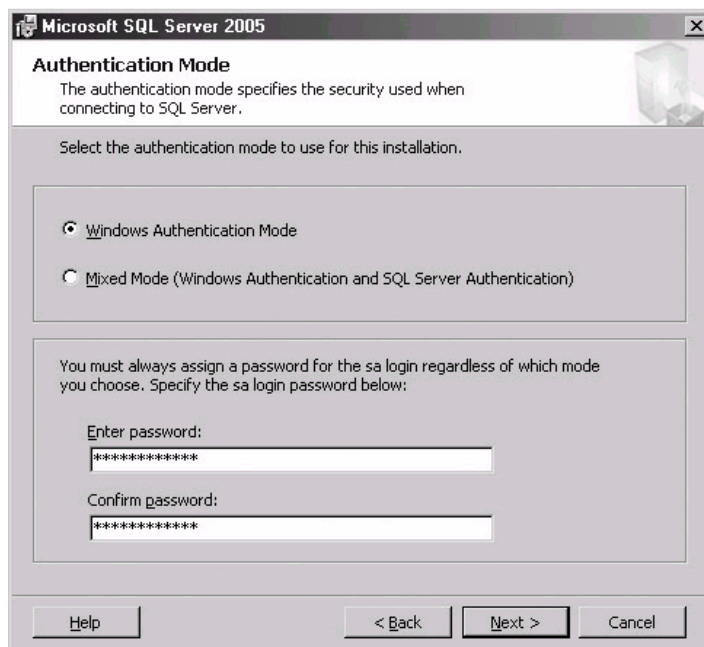 Microsoft SQL Server 2005
Authentication Mode
The authentication mode specifies the security used when
connecting to SQL Server.
Select the authentication mode to use for this installation.
Windows Authentication Mode
Mixed Mode (Windows Authentication and SQL Server Authentication)
You must always assign a password for the sa login regardless of which mode
you choose. Specify the sa login password below:
Enter password:
************
Confirm password:
************
Help
< Back
Next >
Cancel